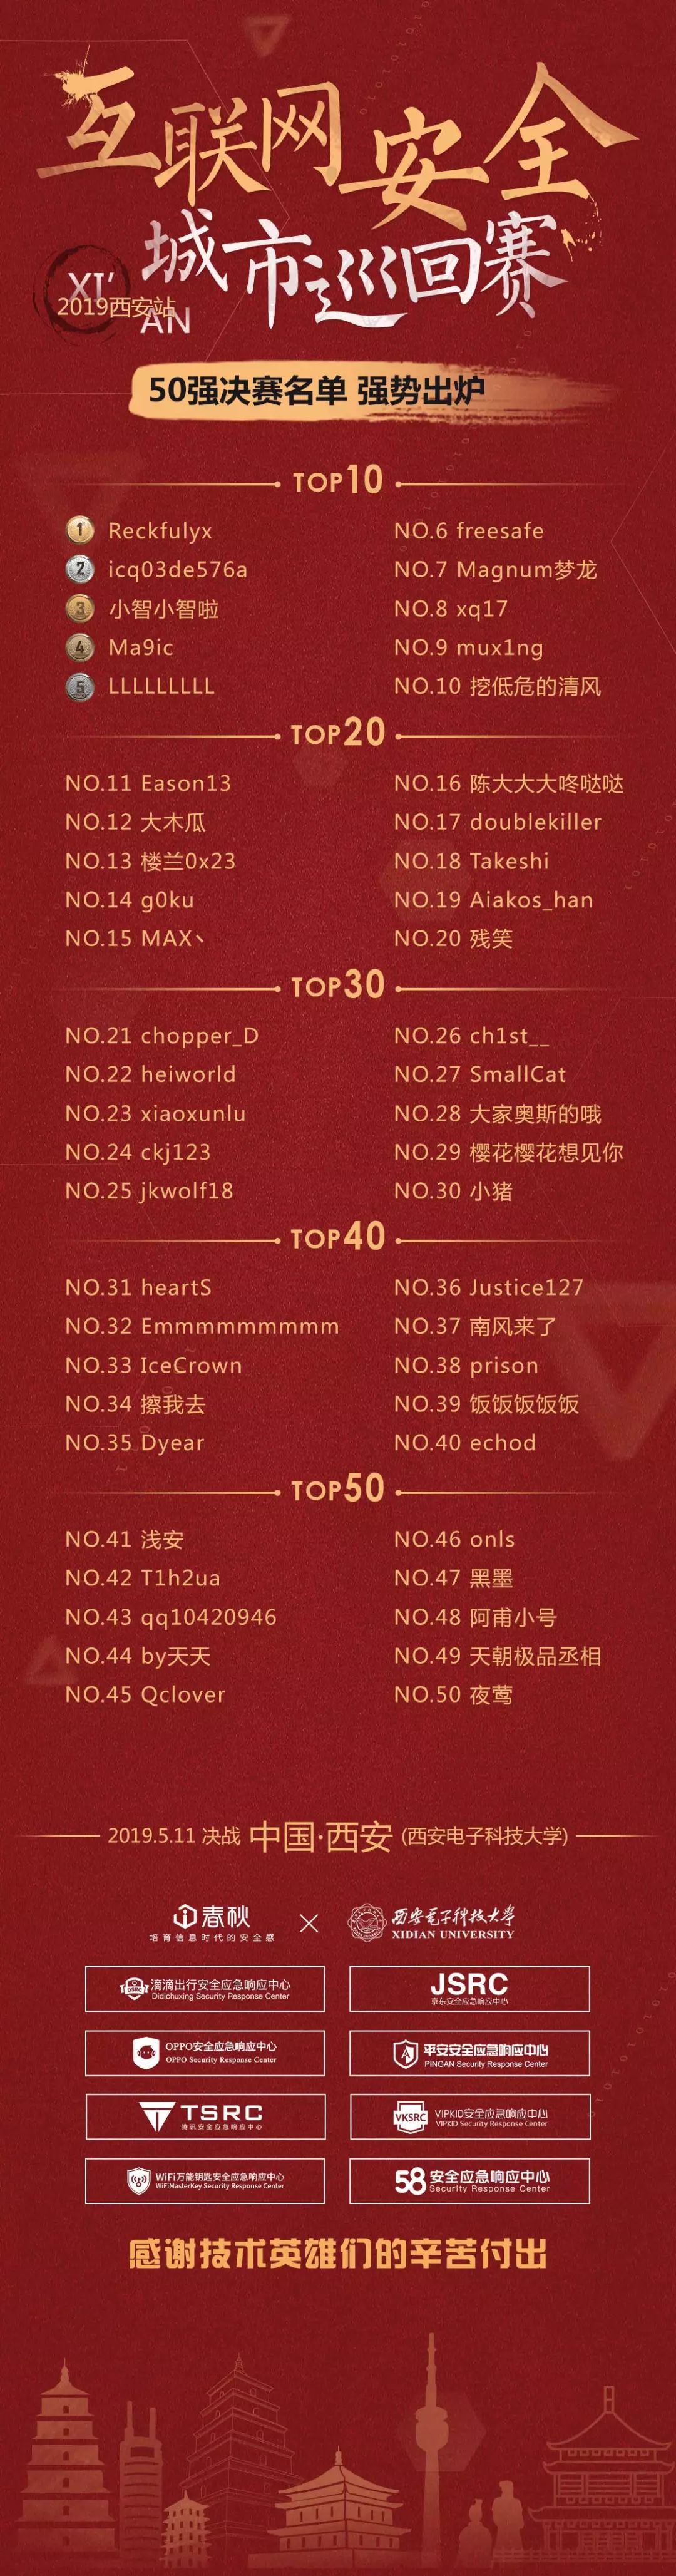 互联网安全
城市巡回赛
XI'
AN
2019西安站
50强决赛名单 强势出炉
TOP10
1 Reckfulyx
2 icq03de576a
3 小智小智啦
4 Ma9ic
5 LLLLLLLLL
NO.6 freesafe
NO.7 Magnum梦龙
NO.8 xq17
NO.9 mux1ng
NO.10 挖低危的清风
TOP20
NO.11 Eason13
NO.12 大木瓜
NO.13 楼兰0x23
NO.14 g0ku
NO.15 MAX丶
NO.16 陈大大大咚哒哒
NO.17 doublekiller
NO.18 Takeshi
NO.19 Aiakos_han
NO.20 残笑
TOP30
NO.21 chopper_D
NO.22 heiworld
NO.23 xiaoxunlu
NO.24 ckj123
NO.25 jkwolf18
NO.26 ch1st__
NO.27 SmallCat
NO.28 大家奥斯的哦
NO.29 樱花樱花想见你
NO.30 小猪
TOP40
NO.31 heartS
NO.32 Emmmmmmmmm
NO.33 IceCrown
NO.34 擦我去
NO.35 Dyear
NO.36 Justice127
NO.37 南风来了
NO.38 prison
NO.39 饭饭饭饭饭
NO.40 echod
TOP50
NO.41 浅安
NO.42 T1h2ua
NO.43 qq10420946
NO.44 by天天
NO.45 Qclover
NO.46 onls
NO.47 黑墨
NO.48 阿甫小号
NO.49 天朝极品丞相
NO.50 夜莺
2019.5.11 决战 中国·西安 (西安电子科技大学)
i春秋
培育信息时代的安全感
西安电子科技大学
XIDIAN UNIVERSITY
DSRC 滴滴出行安全应急响应中心
Didichuxing Security Response Center
JSRC
京东安全应急响应中心
OPPO安全应急响应中心
OPPO Security Response Center
平安安全应急响应中心
PINGAN Security Response Center
TSRC
腾讯安全应急响应中心
VKSRC VIPKID安全应急响应中心
VIPKID Security Response Center
WiFi万能钥匙安全应急响应中心
WiFiMasterKey Security Response Center
58 安全应急响应中心
Security Response Center
感谢技术英雄们的辛苦付出